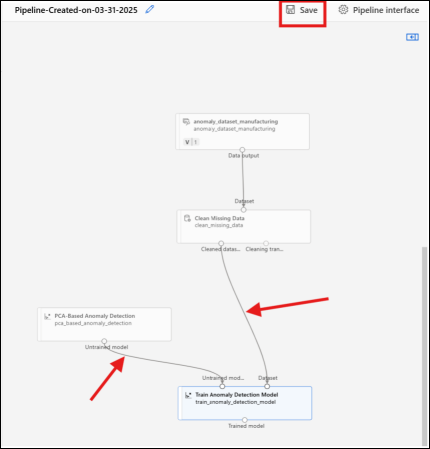 Pipeline-Created-on-03-31-2025
Save
Pipeline interface
anomaly_dataset_manufacturing
anomaly_dataset_manufacturing
V 1
Data output
Dataset
Clean Missing Data
clean_missing_data
Cleaned datas...
Cleaning tran...
PCA-Based Anomaly Detection
pca_based_anomaly_detection
Untrained model
Untrained mod...
Dataset
Train Anomaly Detection Model
train_anomaly_detection_model
Trained model